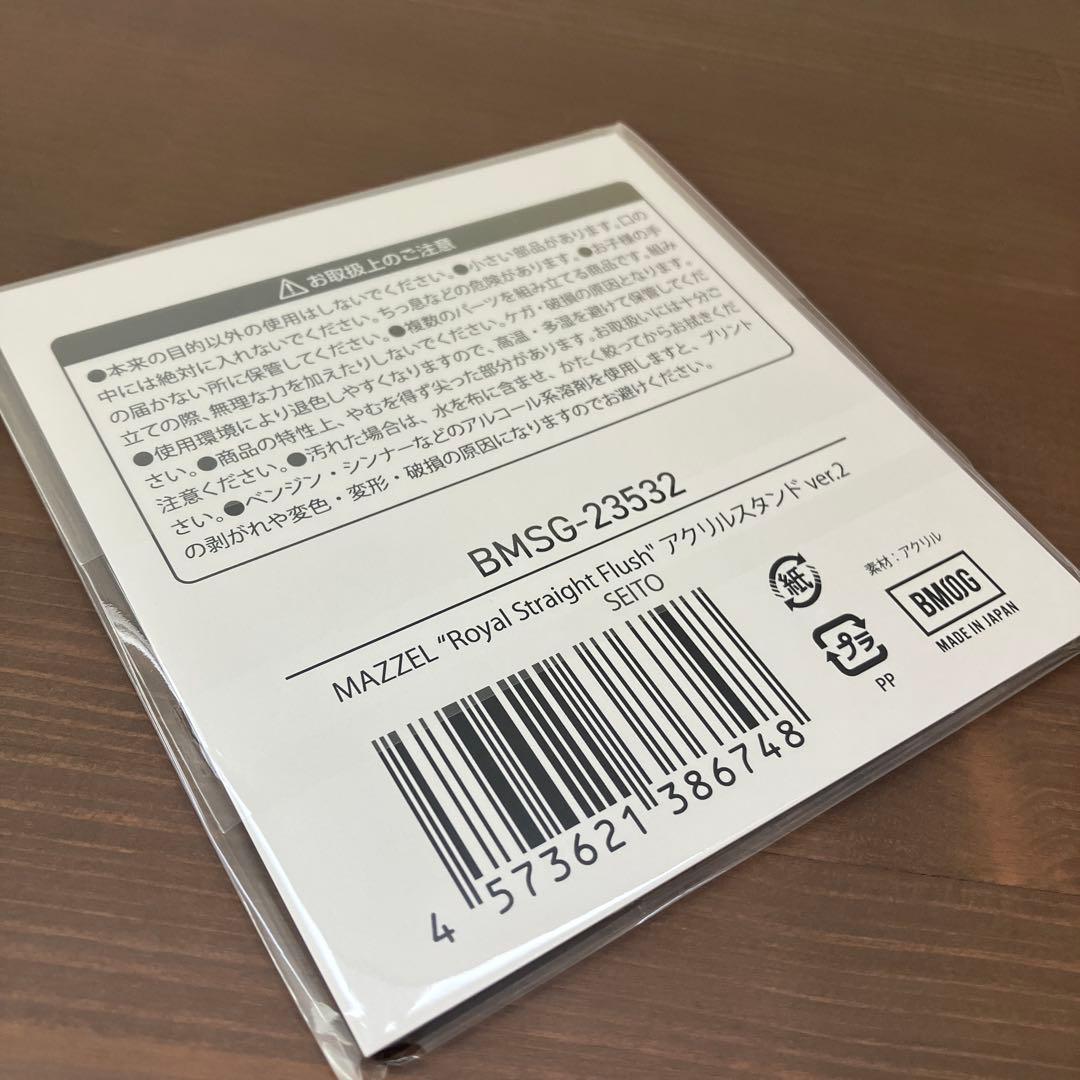 ⚠お取扱上のご注意
●本来の目的以外の使用はしないでください。●小さい部品があります。口の
中には絶対に入れないでください。ちっ息などの危険があります。●お子様の手
の届かない所に保管してください。●複数のパーツを組み立てる商品です。組み
立ての際、無理な力を加えたりしないでください。ケガ・破損の原因となります。
●使用環境により退色しやすくなりますので、高温・多湿を避けて保管してくだ
さい。●商品の特性上、やむを得ず尖った部分があります。お取扱いには十分ご
注意ください。●汚れた場合は、水を布に含ませ、かたく絞ってからお拭きくだ
さい。●ベンジン・シンナーなどのアルコール系溶剤を使用しますと、プリント
の剥がれや変色・変形・破損の原因になりますのでお避けください。
BMSG-23532
MAZZEL "Royal Straight Flush" アクリルスタンド ver.2
SEITO
4 573621 386748
紙
プラ
PP
素材：アクリル
BMSG
MADE IN JAPAN